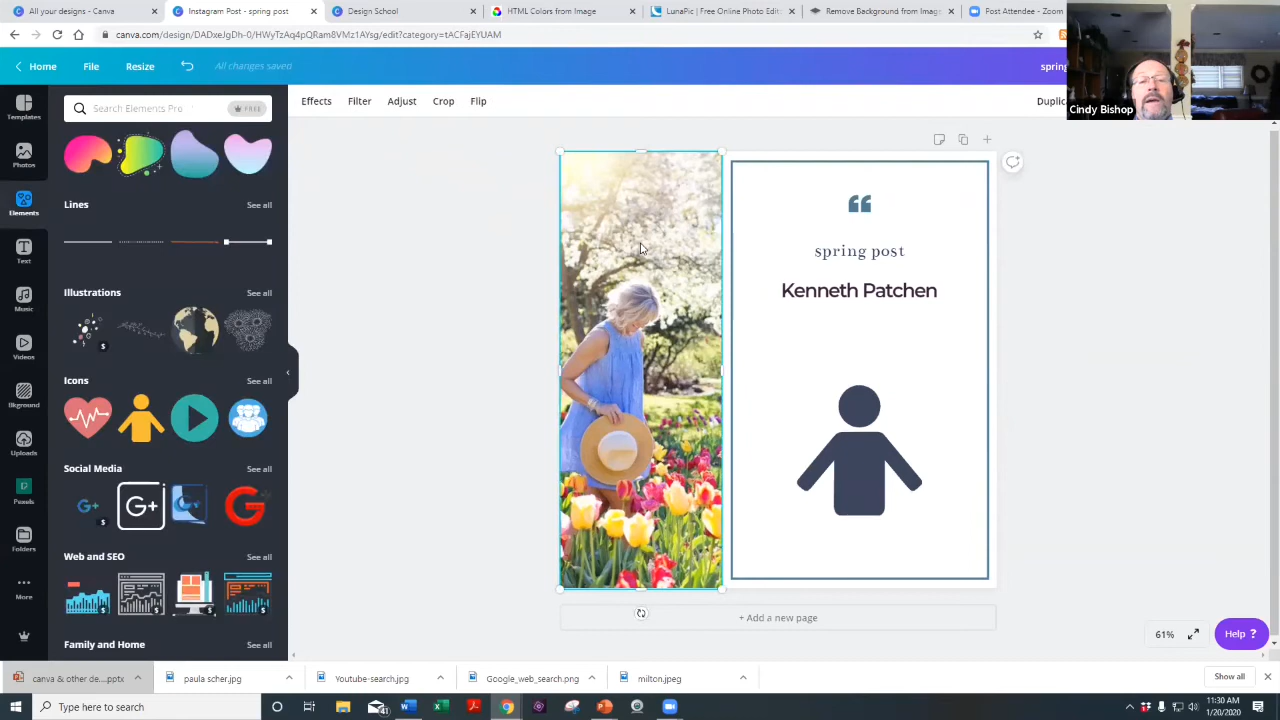 All your designs - Canva
Instagram Post - spring post
Design School
HTML Colors from Image
LunaPic | Free Online Photo Edit
Remove Background from Image
Post Attendee - Zoom
canva.com/design/DADxeJgDh-0/HWyTzAq4pQRam8VMz1AYsg/edit?category=tACFajEYUAM
Home
File
Resize
All changes saved
spring
Cindy Bishop
Templates
Photos
Elements
Text
Music
Videos
Bkground
Uploads
Pixels
Folders
More
Search Elements Pro
FREE
Lines
See all
Illustrations
See all
Icons
See all
Social Media
See all
Web and SEO
See all
Family and Home
See all
Effects
Filter
Adjust
Crop
Flip
Duplic
spring post
Kenneth Patchen
+ Add a new page
61%
Help ?
canva & other de....pptx
paula scher.jpg
Youtube-search.jpg
Google_web_search.png
milton.jpeg
Show all
Type here to search
11:30 AM
1/20/2020